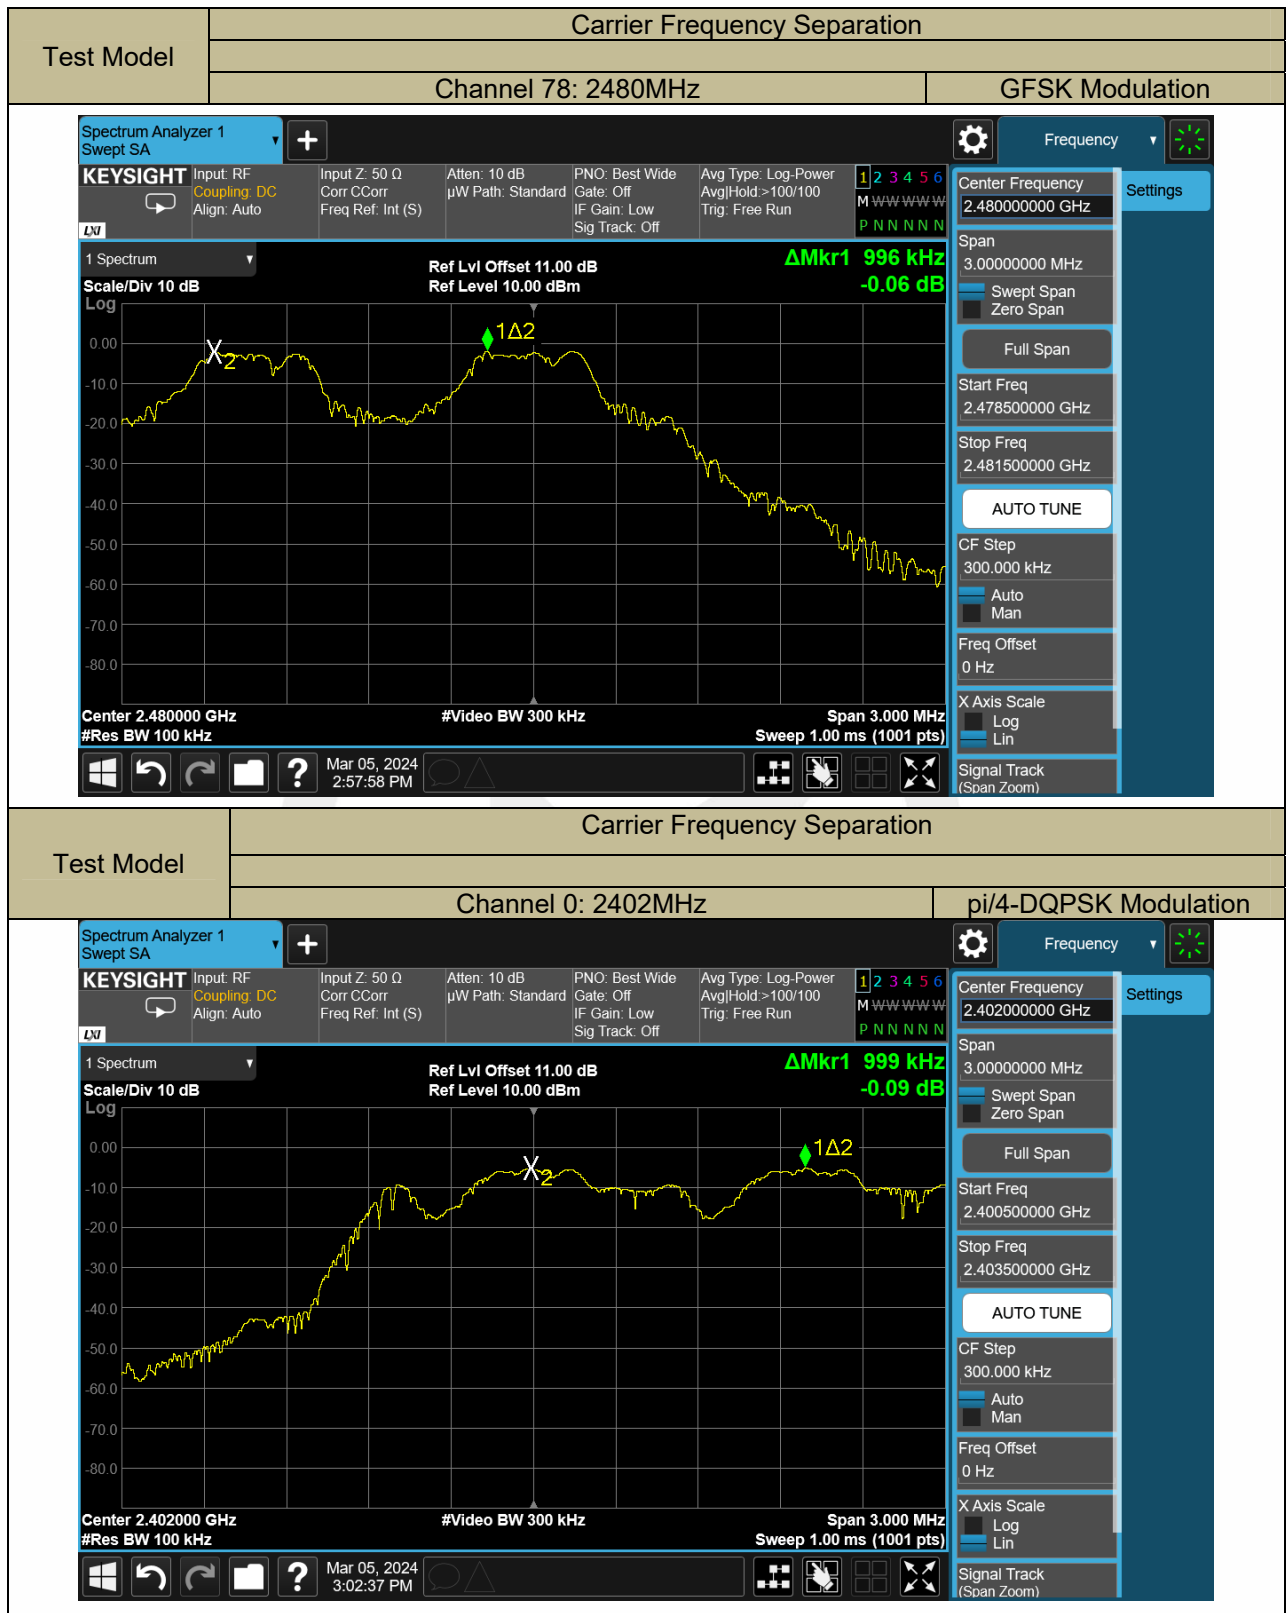 Test Model
Carrier Frequency Separation
Channel 78: 2480MHz
GFSK Modulation
Spectrum Analyzer 1
Swept SA
Frequency
KEYSIGHT
LXI
Input: RF
Coupling: DC
Align: Auto
Input Z: 50 Ω
Corr CCorr
Freq Ref: Int (S)
Atten: 10 dB
µW Path: Standard
PNO: Best Wide
Gate: Off
IF Gain: Low
Sig Track: Off
Avg Type: Log-Power
Avg|Hold:>100/100
Trig: Free Run
1 2 3 4 5 6
M W W W W W
P N N N N N
1 Spectrum
Scale/Div 10 dB
Ref Lvl Offset 11.00 dB
Ref Level 10.00 dBm
ΔMkr1 996 kHz
-0.06 dB
Log
0.00
-10.0
-20.0
-30.0
-40.0
-50.0
-60.0
-70.0
-80.0
X2
1Δ2
Center 2.480000 GHz
#Res BW 100 kHz
#Video BW 300 kHz
Span 3.000 MHz
Sweep 1.00 ms (1001 pts)
Mar 05, 2024
2:57:58 PM
Center Frequency
2.480000000 GHz
Settings
Span
3.00000000 MHz
Swept Span
Zero Span
Full Span
Start Freq
2.478500000 GHz
Stop Freq
2.481500000 GHz
AUTO TUNE
CF Step
300.000 kHz
Auto
Man
Freq Offset
0 Hz
X Axis Scale
Log
Lin
Signal Track
(Span Zoom)
Test Model
Carrier Frequency Separation
Channel 0: 2402MHz
pi/4-DQPSK Modulation
Spectrum Analyzer 1
Swept SA
Frequency
KEYSIGHT
LXI
Input: RF
Coupling: DC
Align: Auto
Input Z: 50 Ω
Corr CCorr
Freq Ref: Int (S)
Atten: 10 dB
µW Path: Standard
PNO: Best Wide
Gate: Off
IF Gain: Low
Sig Track: Off
Avg Type: Log-Power
Avg|Hold:>100/100
Trig: Free Run
1 2 3 4 5 6
M W W W W W
P N N N N N
1 Spectrum
Scale/Div 10 dB
Ref Lvl Offset 11.00 dB
Ref Level 10.00 dBm
ΔMkr1 999 kHz
-0.09 dB
Log
0.00
-10.0
-20.0
-30.0
-40.0
-50.0
-60.0
-70.0
-80.0
X2
1Δ2
Center 2.402000 GHz
#Res BW 100 kHz
#Video BW 300 kHz
Span 3.000 MHz
Sweep 1.00 ms (1001 pts)
Mar 05, 2024
3:02:37 PM
Center Frequency
2.402000000 GHz
Settings
Span
3.00000000 MHz
Swept Span
Zero Span
Full Span
Start Freq
2.400500000 GHz
Stop Freq
2.403500000 GHz
AUTO TUNE
CF Step
300.000 kHz
Auto
Man
Freq Offset
0 Hz
X Axis Scale
Log
Lin
Signal Track
(Span Zoom)